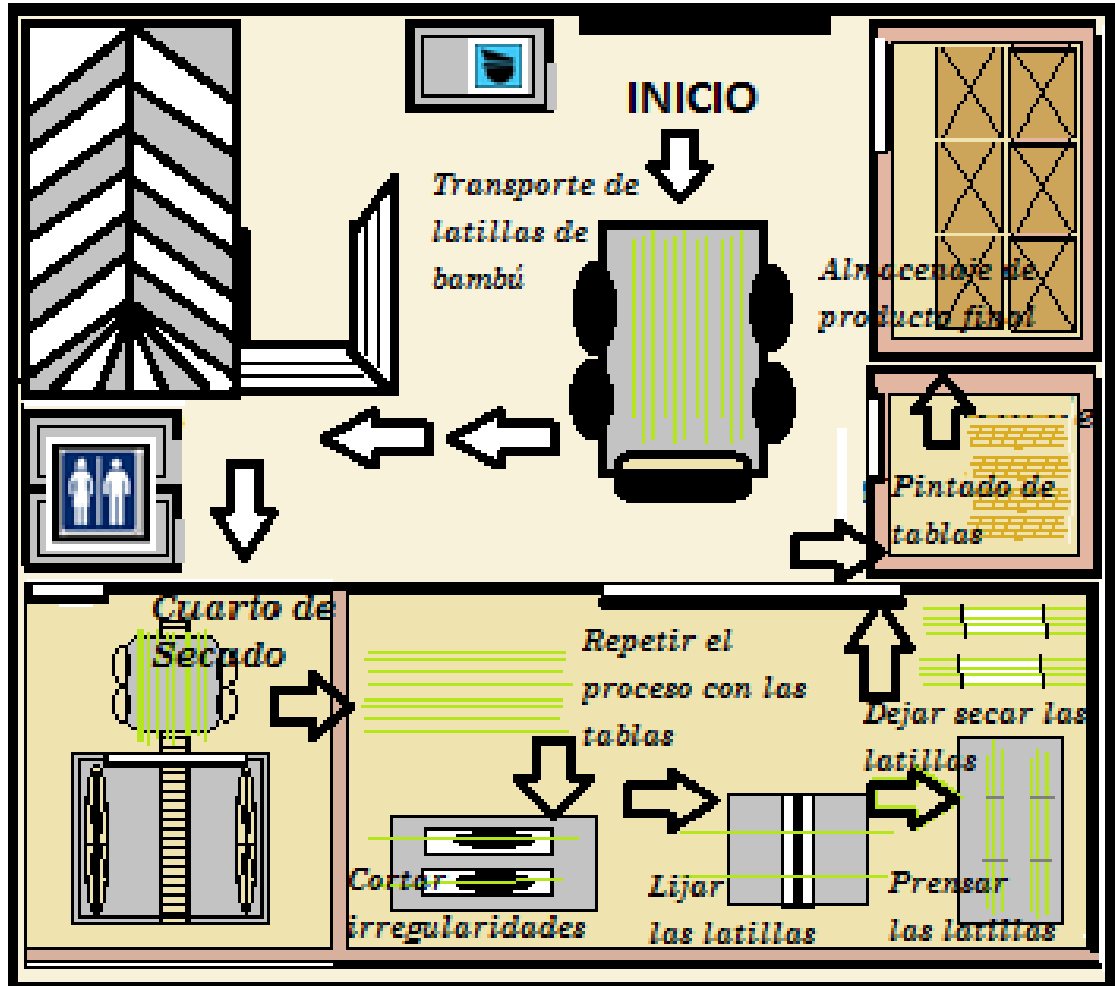 INICIO
Transporte de
latillas de
bambú
Almacenaje de
producto final
Pintado de
tablas
Cuarto de
Secado
Repetir el
proceso con las
tablas
Dejar secar las
latillas
Cortar
irregularidades
Lijar
las latillas
Prensar
las latillas